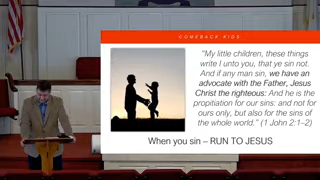 COMEBACK KIDS
"My little children, these things
write I unto you, that ye sin not.
And if any man sin, we have an
advocate with the Father, Jesus
Christ the righteous: And he is the
propitiation for our sins: and not for
ours only, but also for the sins of
the whole world." (1 John 2:1–2)
When you sin – RUN TO JESUS